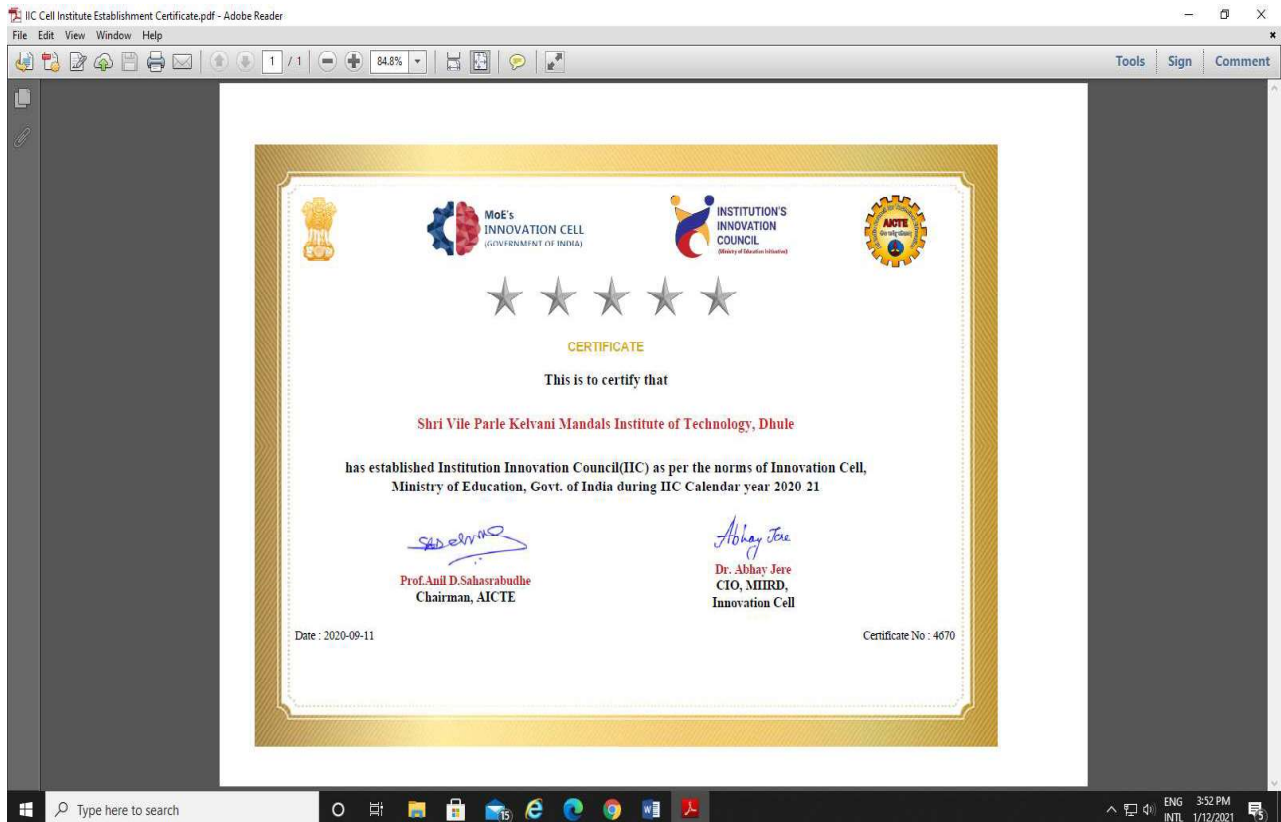 IIC Cell Institute Establishment Certificate.pdf - Adobe Reader
File Edit View Window Help
1 / 1 84.8% Tools Sign Comment
MoE's
INNOVATION CELL
(GOVERNMENT OF INDIA)
INSTITUTION'S
INNOVATION
COUNCIL
(Ministry of Education Initiative)
AICTE
CERTIFICATE
This is to certify that
Shri Vile Parle Kelvani Mandals Institute of Technology, Dhule
has established Institution Innovation Council(IIC) as per the norms of Innovation Cell,
Ministry of Education, Govt. of India during IIC Calendar year 2020 21
Abhay Jere
Prof.Anil D.Sahasrabudhe
Chairman, AICTE
Dr. Abhay Jere
CIO, MHRD,
Innovation Cell
Date : 2020-09-11
Certificate No : 4670
Type here to search
15
ENG 3:52 PM
INTL 1/12/2021
5